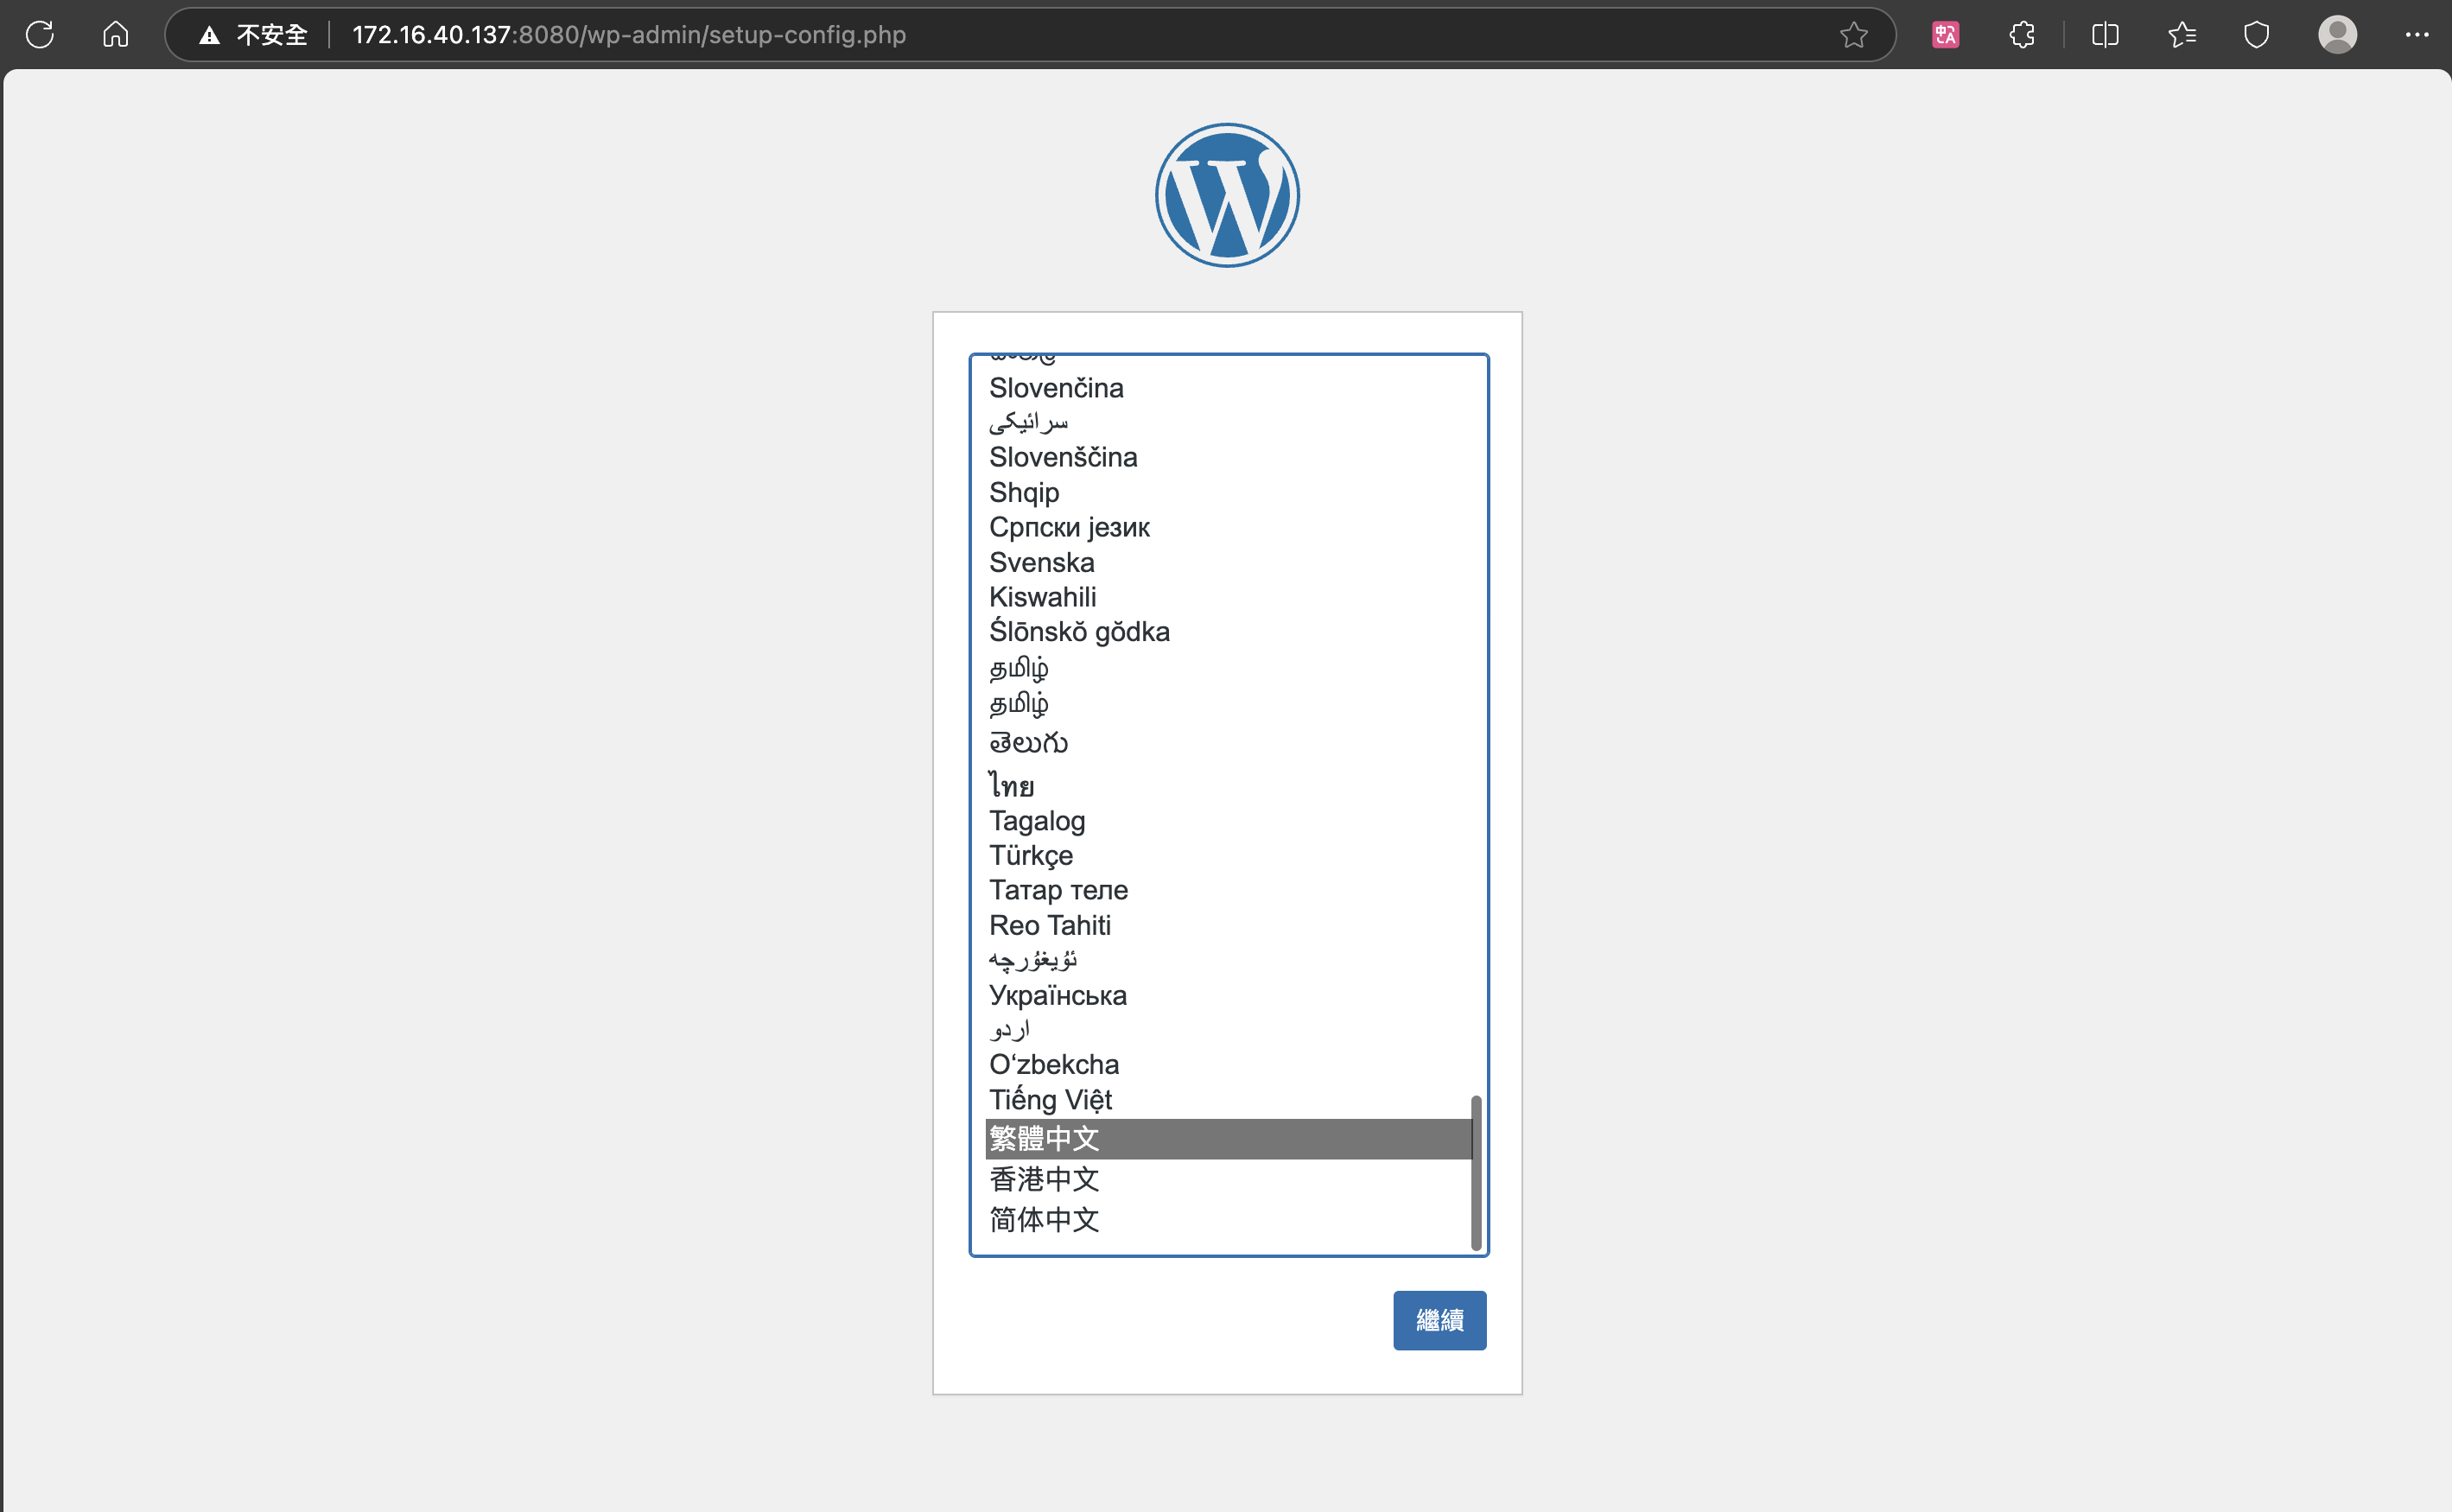 不安全
172.16.40.137:8080/wp-admin/setup-config.php
Slovenčina
سرائیکی
Slovenščina
Shqip
Српски језик
Svenska
Kiswahili
Ślōnskŏ gŏdka
தமிழ்
தமிழ்
తెలుగు
ไทย
Tagalog
Türkçe
Татар теле
Reo Tahiti
ئۇيغۇرچە
Українська
اردو
O‘zbekcha
Tiếng Việt
繁體中文
香港中文
简体中文
繼續